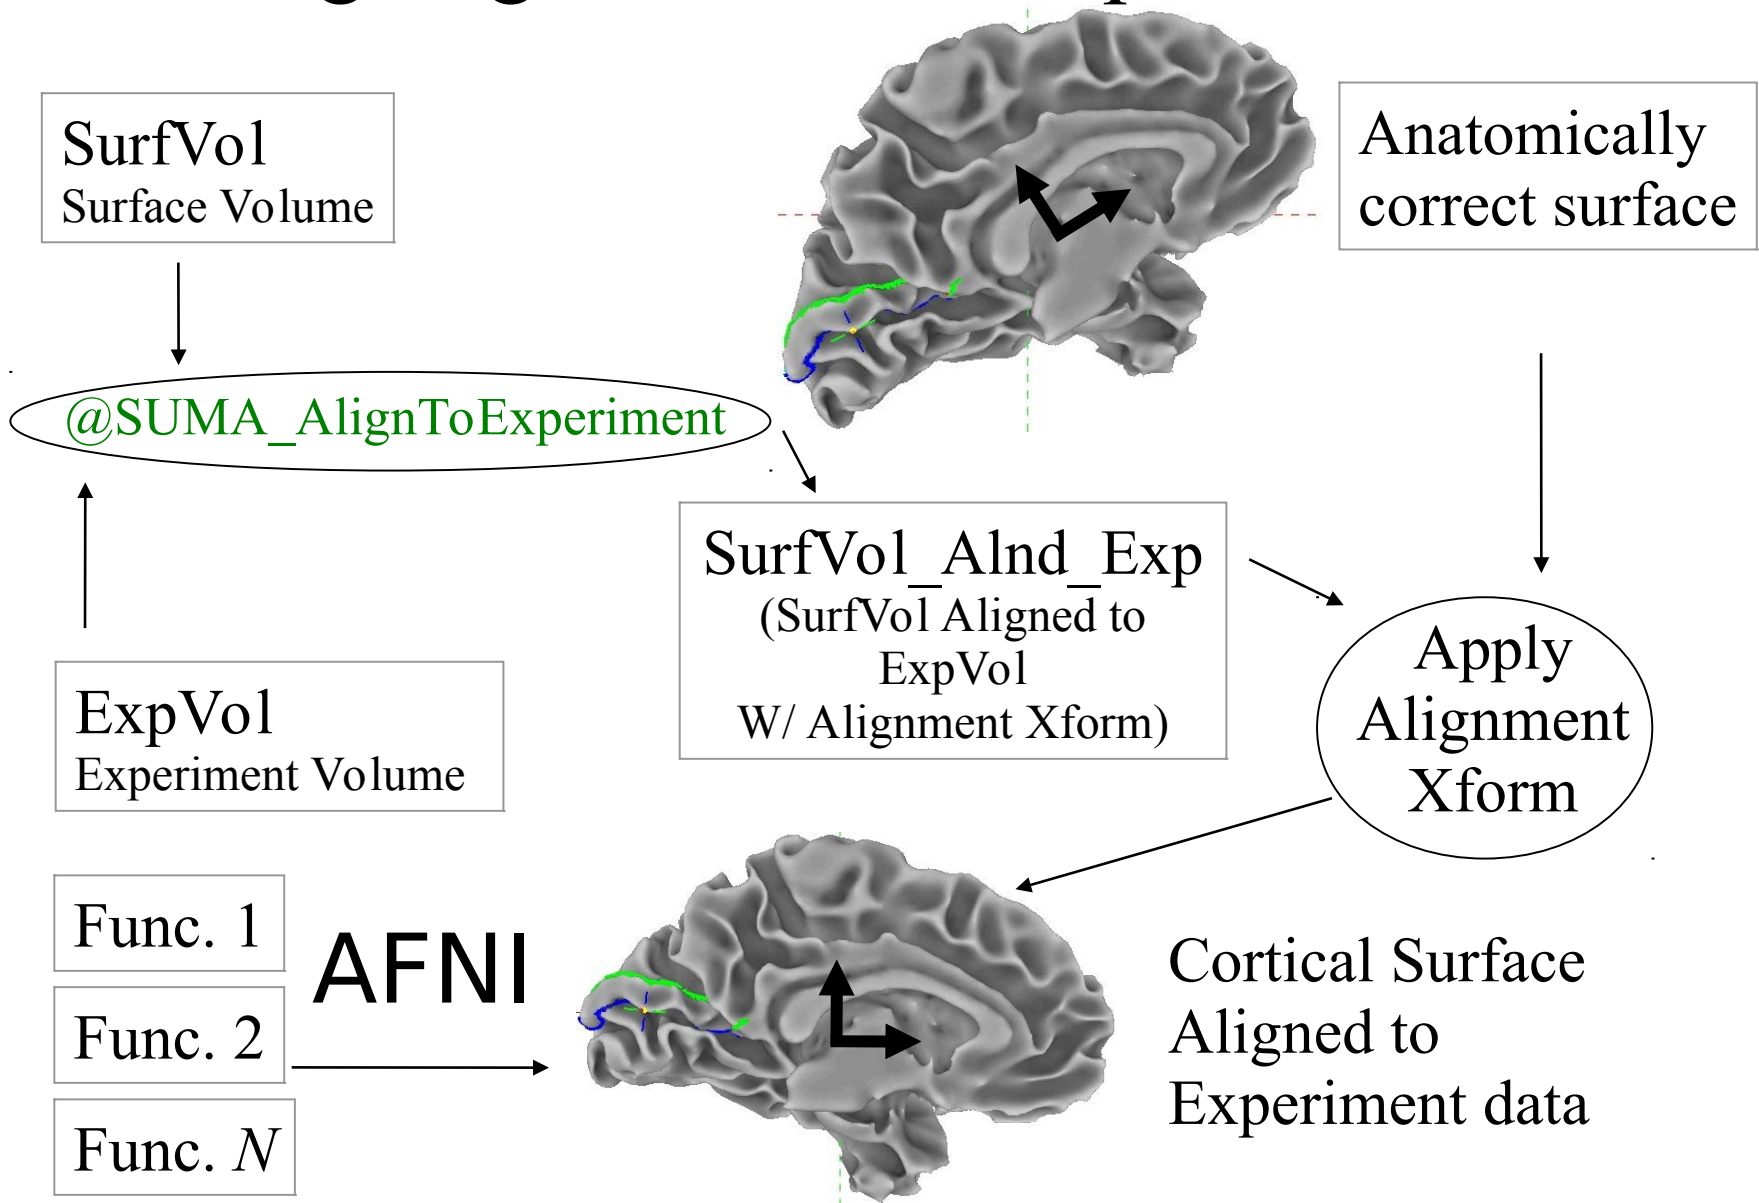 SurfVol
Surface Volume
Anatomically
correct surface
@SUMA_AlignToExperiment
SurfVol_Alnd_Exp
(SurfVol Aligned to
ExpVol
W/ Alignment Xform)
Apply
Alignment
Xform
ExpVol
Experiment Volume
Func. 1
Func. 2
Func. N
AFNI
Cortical Surface
Aligned to
Experiment data